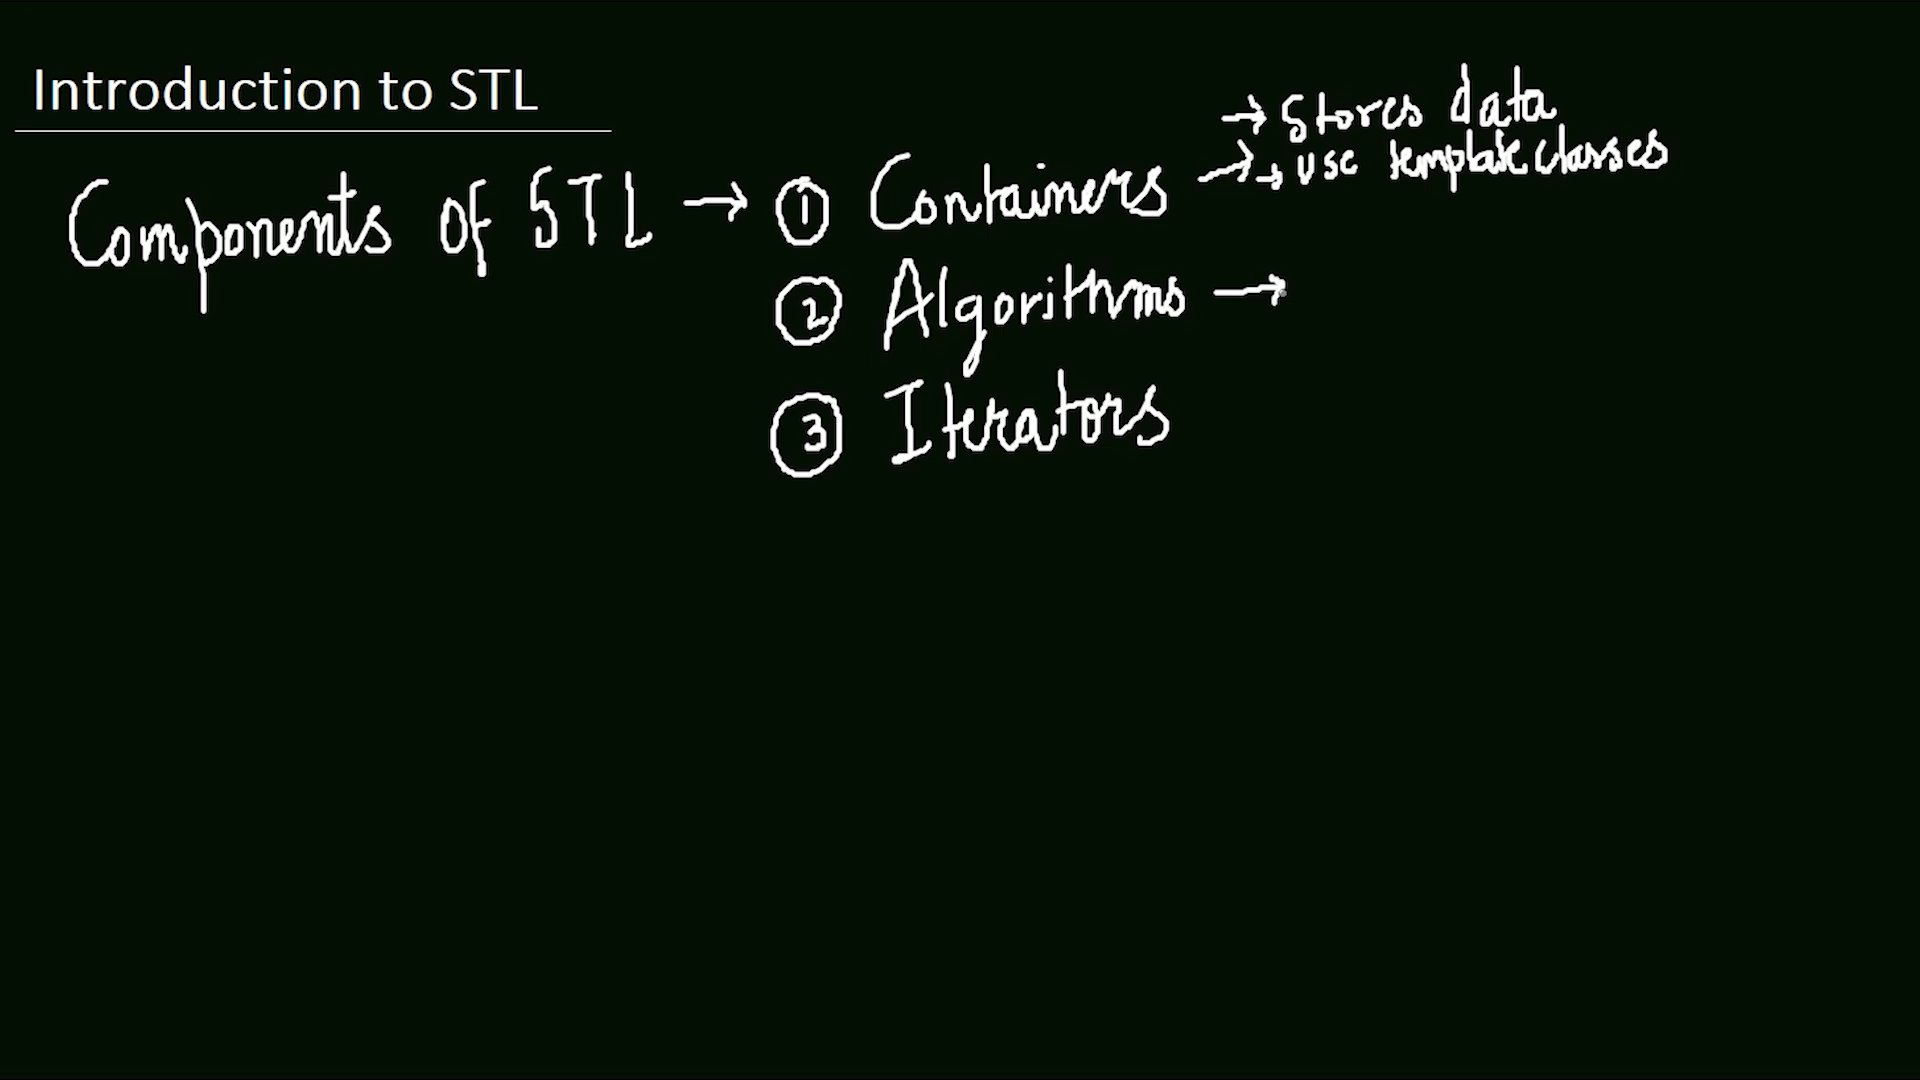 Introduction to STL
→ Stores data
Components of STL → ① Containers → → use template classes
② Algorithms →
③ Iterators